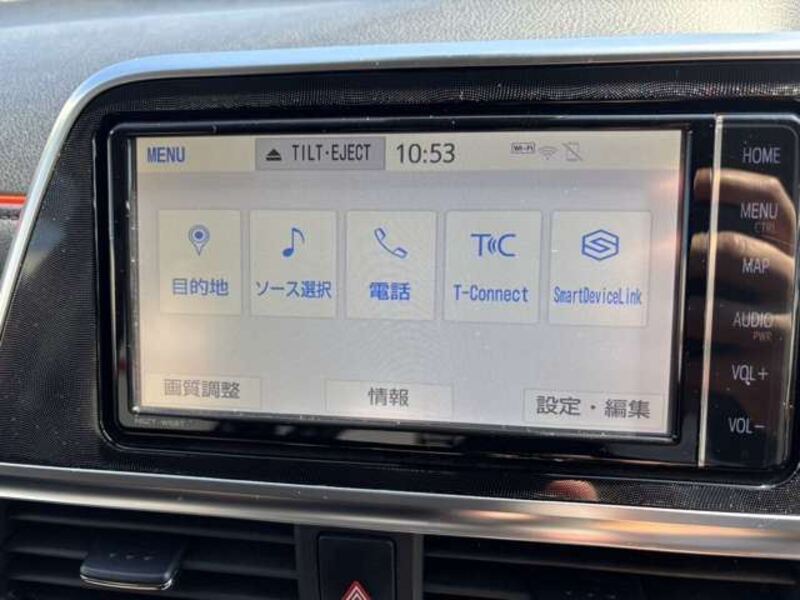 MENU
TILT・EJECT
10:53
Wi-Fi
目的地
ソース選択
電話
T-Connect
SmartDeviceLink
画質調整
情報
設定・編集
HOME
MENU
CTRL
MAP
AUDIO
PWR
VOL+
VOL-